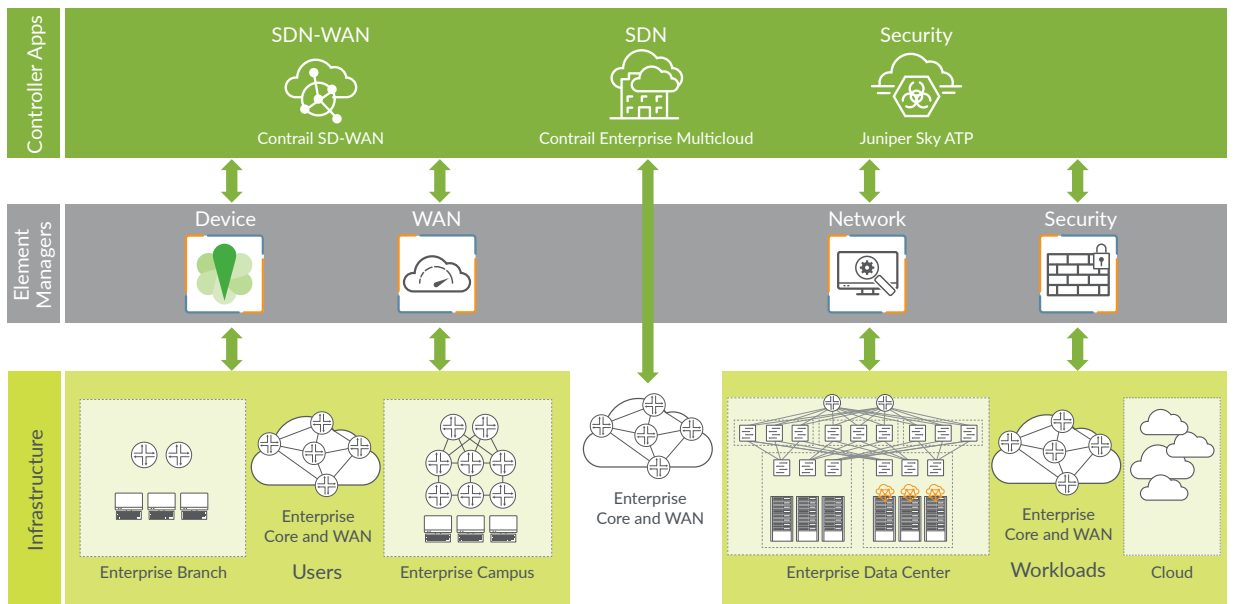 Controller Apps
SDN-WAN
SDN
Security
Contrail SD-WAN
Contrail Enterprise Multicloud
Juniper Sky ATP
Element
Managers
Device
WAN
Network
Security
Infrastructure
Enterprise Branch
Enterprise
Core and WAN
Users
Enterprise Campus
Enterprise
Core and WAN
Enterprise Data Center
Enterprise
Core and WAN
Workloads
Cloud